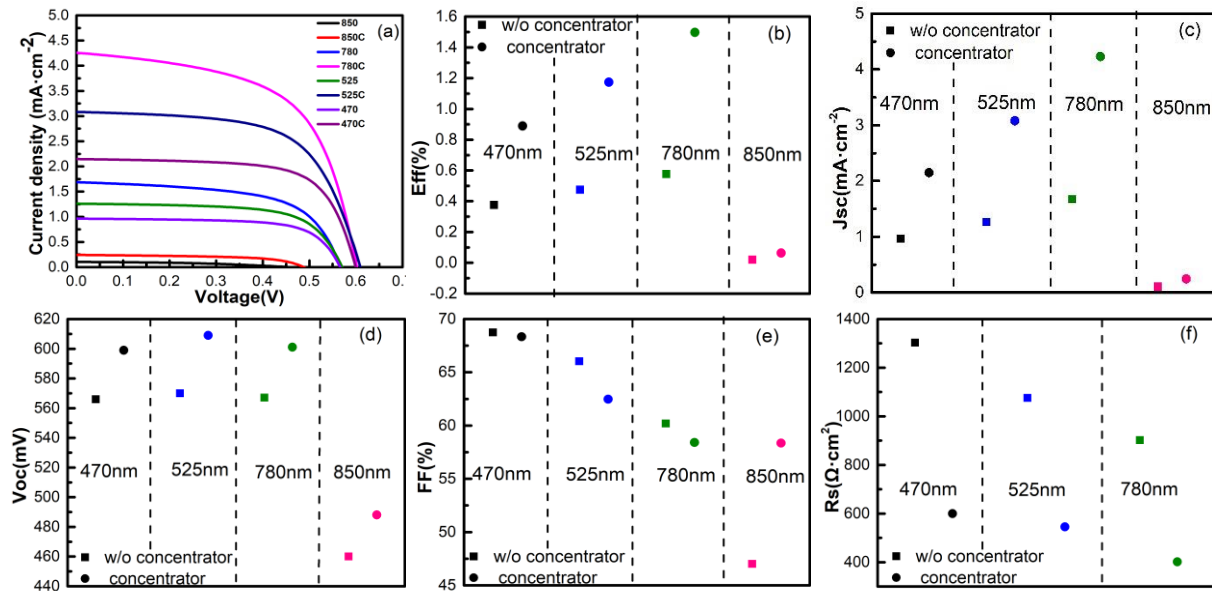 (a)
850
850C
780
780C
525
525C
470
470C
Current density (mA·cm⁻²)
5.0
4.5
4.0
3.5
3.0
2.5
2.0
1.5
1.0
0.5
0.0
0.0 0.1 0.2 0.3 0.4 0.5 0.6 0.
Voltage(V)
(b)
w/o concentrator
concentrator
470nm
525nm
780nm
850nm
Eff(%)
1.6
1.4
1.2
1.0
0.8
0.6
0.4
0.2
0.0
-0.2
(c)
w/o concentrator
concentrator
470nm
525nm
780nm
850nm
Jsc(mA·cm⁻²)
5
4
3
2
1
0
(d)
470nm
525nm
780nm
850nm
w/o concentrator
concentrator
Voc(mV)
620
600
580
560
540
520
500
480
460
440
(e)
470nm
525nm
780nm
850nm
w/o concentrator
concentrator
FF(%)
70
65
60
55
50
45
(f)
470nm
525nm
780nm
w/o concentrator
concentrator
Rs(Ω·cm²)
1400
1200
1000
800
600
400